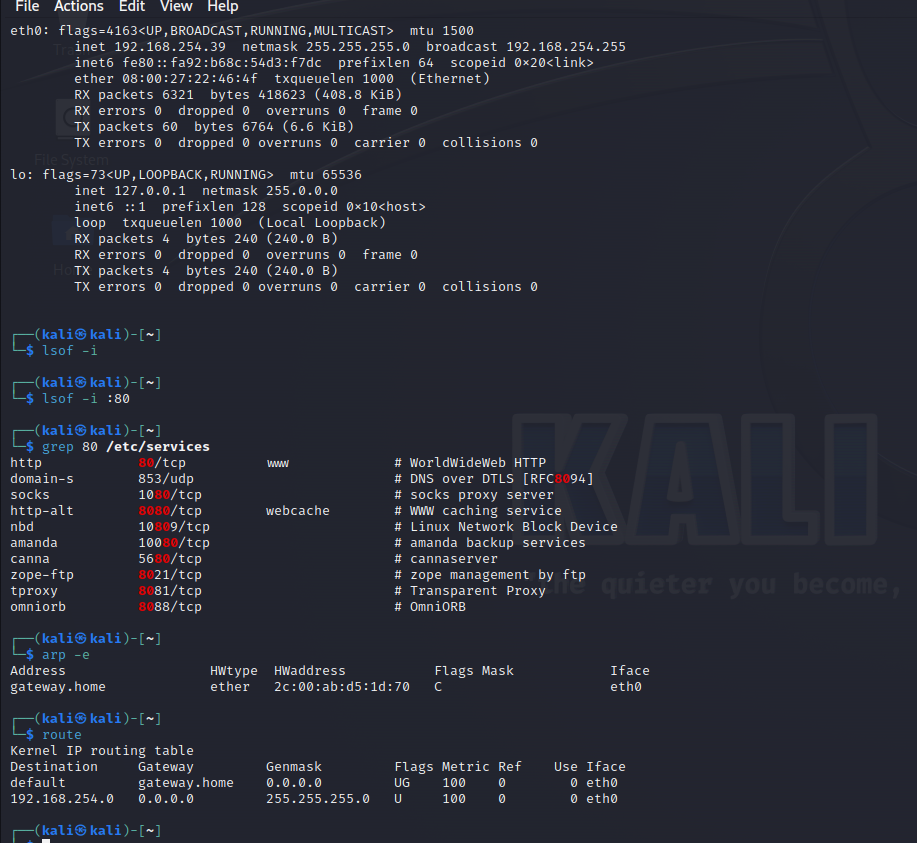 File Actions Edit View Help
eth0: flags=4163<UP,BROADCAST,RUNNING,MULTICAST>  mtu 1500
        inet 192.168.254.39  netmask 255.255.255.0  broadcast 192.168.254.255
        inet6 fe80::fa92:b68c:54d3:f7dc  prefixlen 64  scopeid 0×20<link>
        ether 08:00:27:22:46:4f  txqueuelen 1000  (Ethernet)
        RX packets 6321  bytes 418623 (408.8 KiB)
        RX errors 0  dropped 0  overruns 0  frame 0
        TX packets 60  bytes 6764 (6.6 KiB)
        TX errors 0  dropped 0 overruns 0  carrier 0  collisions 0
File System
lo: flags=73<UP,LOOPBACK,RUNNING>  mtu 65536
        inet 127.0.0.1  netmask 255.0.0.0
        inet6 ::1  prefixlen 128  scopeid 0×10<host>
        loop  txqueuelen 1000  (Local Loopback)
        RX packets 4  bytes 240 (240.0 B)
        RX errors 0  dropped 0  overruns 0  frame 0
        TX packets 4  bytes 240 (240.0 B)
        TX errors 0  dropped 0 overruns 0  carrier 0  collisions 0
┌──(kali㉿kali)-[~]
└─$ lsof -i
┌──(kali㉿kali)-[~]
└─$ lsof -i :80
┌──(kali㉿kali)-[~]
└─$ grep 80 /etc/services
http            80/tcp          www             # WorldWideWeb HTTP
domain-s        853/udp                         # DNS over DTLS [RFC8094]
socks           1080/tcp                        # socks proxy server
http-alt        8080/tcp        webcache        # WWW caching service
nbd             10809/tcp                       # Linux Network Block Device
amanda          10080/tcp                       # amanda backup services
canna           5680/tcp                        # cannaserver
zope-ftp        8021/tcp                        # zope management by ftp
tproxy          8081/tcp                        # Transparent Proxy
omniorb         8088/tcp                        # OmniORB
KALI
the quieter you become,
┌──(kali㉿kali)-[~]
└─$ arp -e
Address                  HWtype  HWaddress           Flags Mask            Iface
gateway.home             ether   2c:00:ab:d5:1d:70   C                     eth0
┌──(kali㉿kali)-[~]
└─$ route
Kernel IP routing table
Destination     Gateway         Genmask         Flags Metric Ref    Use Iface
default         gateway.home    0.0.0.0         UG    100    0        0 eth0
192.168.254.0   0.0.0.0         255.255.255.0   U     100    0        0 eth0
┌──(kali㉿kali)-[~]
└─$